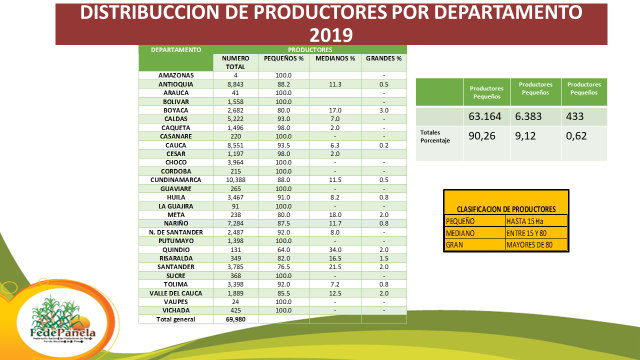 DISTRIBUCCION DE PRODUCTORES POR DEPARTAMENTO
2019
DEPARTAMENTO PRODUCTORES
NUMERO TOTAL PEQUEÑOS % MEDIANOS % GRANDES %
AMAZONAS 4 100.0 -
ANTIOQUIA 8,843 88.2 11.3 0.5
ARAUCA 41 100.0 -
BOLIVAR 1,558 100.0 -
BOYACA 2,682 80.0 17.0 3.0
CALDAS 5,222 93.0 7.0 -
CAQUETA 1,496 98.0 2.0 -
CASANARE 220 100.0 - -
CAUCA 8,551 93.5 6.3 0.2
CESAR 1,197 98.0 2.0
CHOCO 3,964 100.0 - -
CORDOBA 215 100.0 - -
CUNDINAMARCA 10,388 88.0 11.5 0.5
GUAVIARE 265 100.0 - -
HUILA 3,467 91.0 8.2 0.8
LA GUAJIRA 91 100.0 - -
META 238 80.0 18.0 2.0
NARIÑO 7,284 87.5 11.7 0.8
N. DE SANTANDER 2,487 92.0 8.0 -
PUTUMAYO 1,398 100.0 - -
QUINDIO 131 64.0 34.0 2.0
RISARALDA 349 82.0 16.5 1.5
SANTANDER 3,785 76.5 21.5 2.0
SUCRE 368 100.0 - -
TOLIMA 3,398 92.0 7.2 0.8
VALLE DEL CAUCA 1,889 85.5 12.5 2.0
VAUPES 24 100.0 - -
VICHADA 425 100.0 - -
Total general 69,980
Productores Pequeños Productores Pequeños Productores Pequeños
63.164 6.383 433
Totales Porcentaje 90,26 9,12 0,62
CLASIFICACION DE PRODUCTORES
PEQUEÑO HASTA 15 Ha
MEDIANO ENTRE 15 Y 80
GRAN MAYORES DE 80
FedePanela